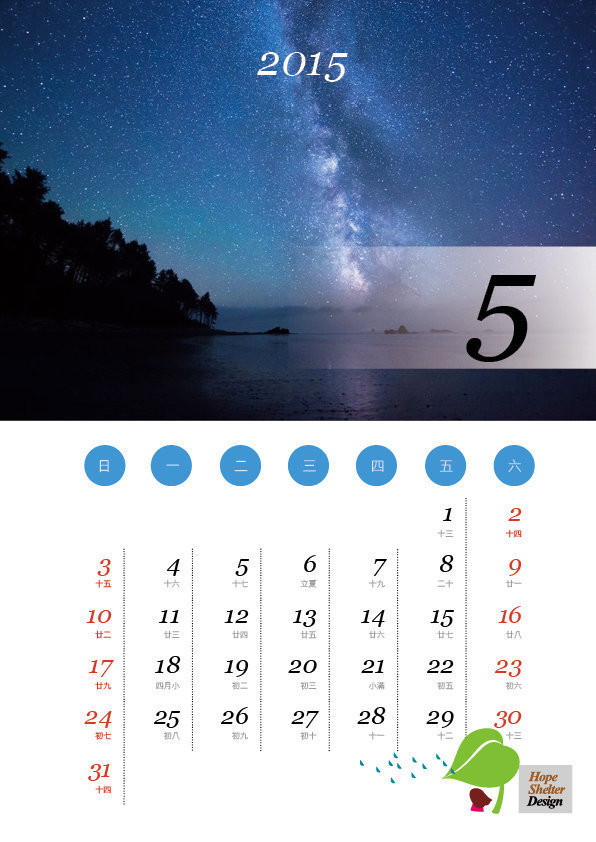 2015
5
日 一 二 三 四 五 六
1 2
十三 十四
3 4 5 6 7 8 9
十五 十六 十七 立夏 十九 二十 廿一
10 11 12 13 14 15 16
廿二 廿三 廿四 廿五 廿六 廿七 廿八
17 18 19 20 21 22 23
廿九 四月小 初二 初三 小滿 初五 初六
24 25 26 27 28 29 30
初七 初八 初九 初十 十一 十二 十三
31
十四
Hope
Shelter
Design